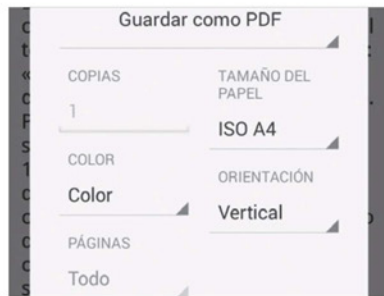 Guardar como PDF
COPIAS
1
TAMAÑO DEL
PAPEL
ISO A4
COLOR
Color
ORIENTACIÓN
Vertical
PÁGINAS
Todo